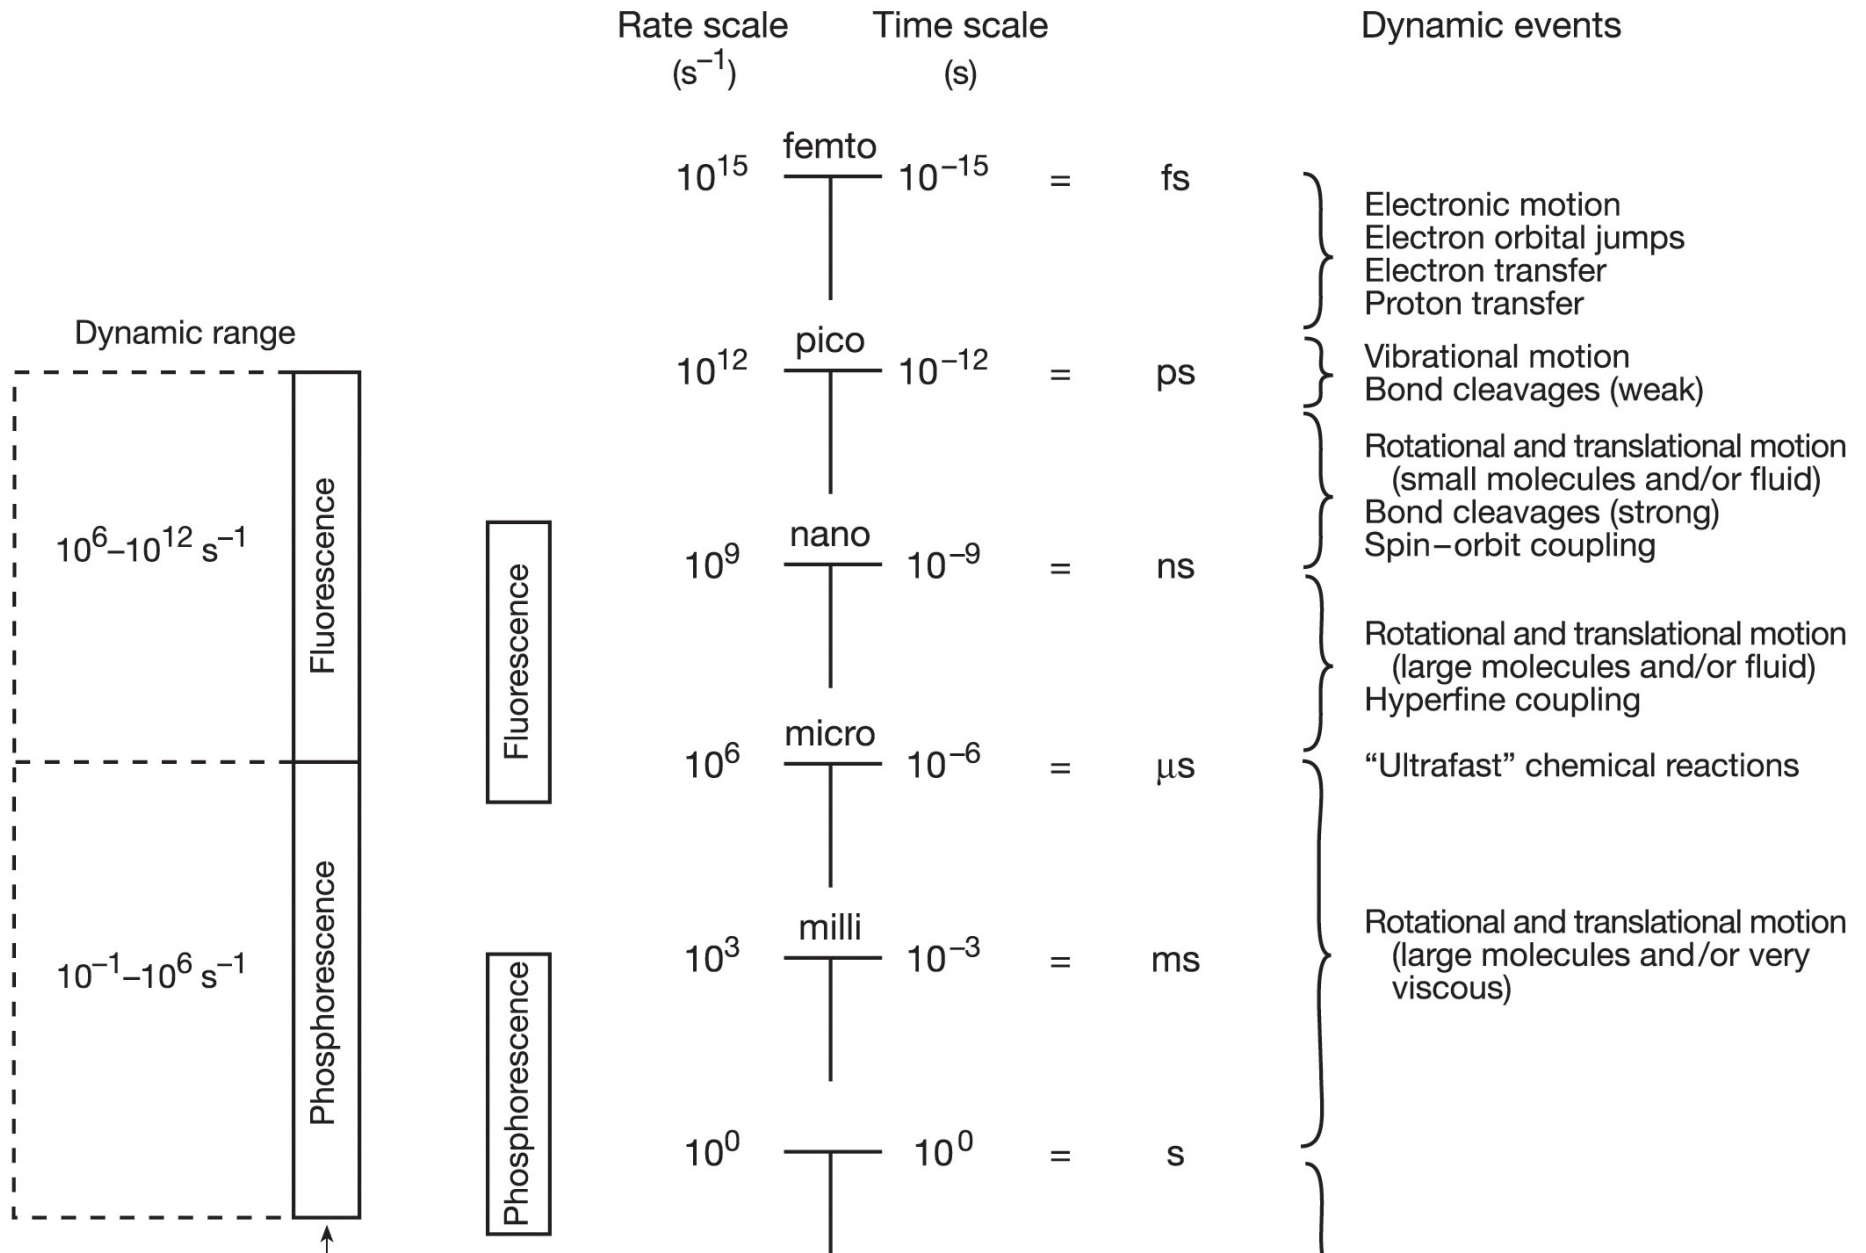 Rate scale Time scale Dynamic events
(s⁻¹) (s)
femto
10¹⁵ 10⁻¹⁵ = fs
Electronic motion
Electron orbital jumps
Electron transfer
Proton transfer
Dynamic range
pico
10¹² 10⁻¹² = ps
Vibrational motion
Bond cleavages (weak)
Rotational and translational motion
(small molecules and/or fluid)
Bond cleavages (strong)
Spin–orbit coupling
10⁶–10¹² s⁻¹
Fluorescence
Fluorescence
nano
10⁹ 10⁻⁹ = ns
Rotational and translational motion
(large molecules and/or fluid)
Hyperfine coupling
micro
10⁶ 10⁻⁶ = μs
“Ultrafast” chemical reactions
milli
10³ 10⁻³ = ms
Rotational and translational motion
(large molecules and/or very
viscous)
10⁻¹–10⁶ s⁻¹
Phosphorescence
Phosphorescence
10⁰ 10⁰ = s